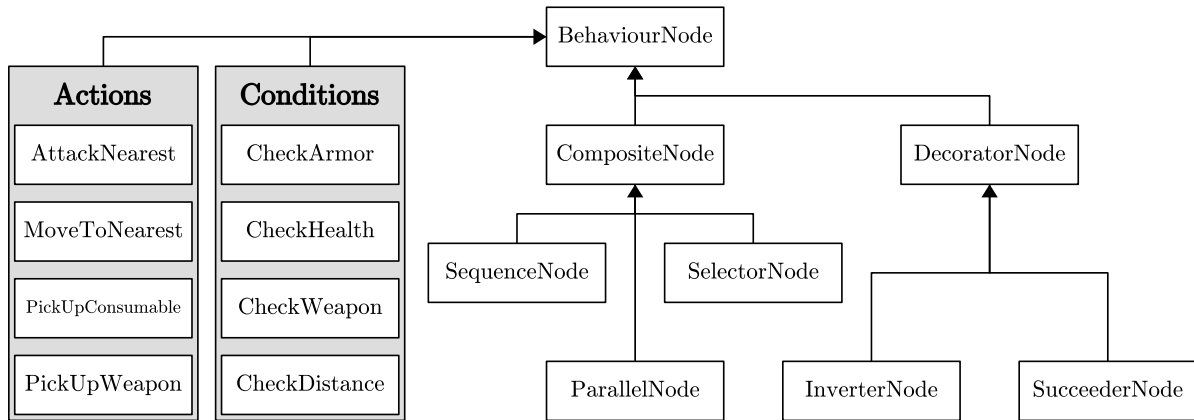 BehaviourNode
Actions
AttackNearest
MoveToNearest
PickUpConsumable
PickUpWeapon
Conditions
CheckArmor
CheckHealth
CheckWeapon
CheckDistance
CompositeNode
DecoratorNode
SequenceNode
SelectorNode
ParallelNode
InverterNode
SucceederNode